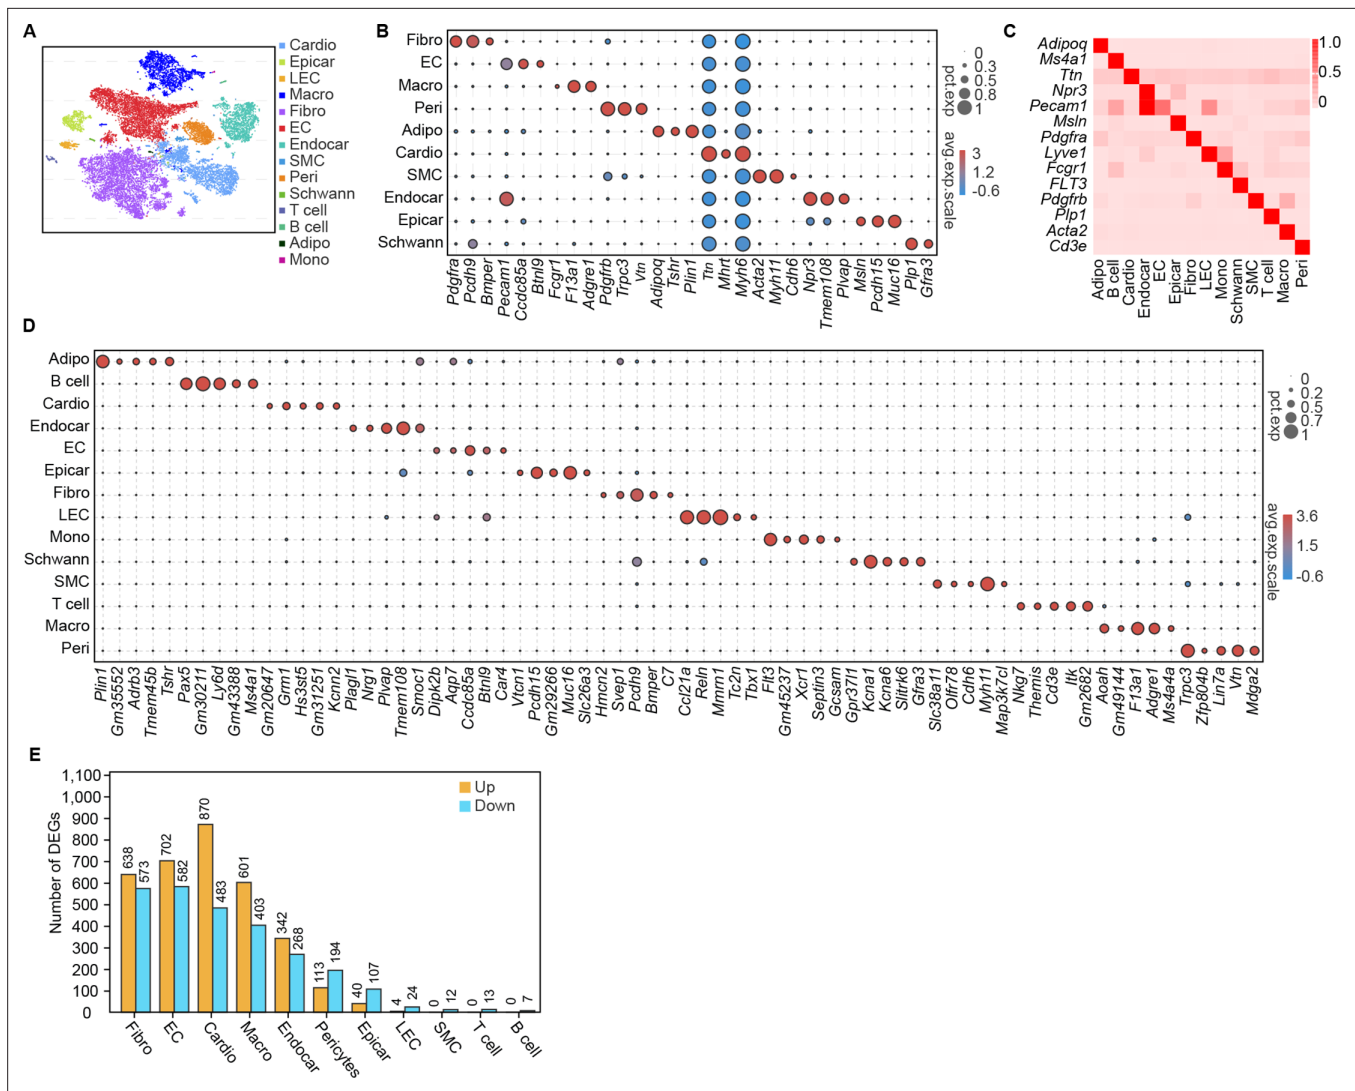 A
Cardio
Epicar
LEC
Macro
Fibro
EC
Endocar
SMC
Peri
Schwann
T cell
B cell
Adipo
Mono
B
Fibro
EC
Macro
Peri
Adipo
Cardio
SMC
Endocar
Epicar
Schwann
Pdgfra
Pcdh9
Bmper
Pecam1
Ccdc85a
Btnl9
Fcgr1
F13a1
Adgre1
Pdgfrb
Trpc3
Vtn
Adipoq
Tshr
Plin1
Ttn
Mhrt
Myh6
Acta2
Myh11
Cdh6
Npr3
Tmem108
Plvap
Msln
Pcdh15
Muc16
Plp1
Gfra3
pct.exp
0
0.3
0.5
0.8
1
avg.exp.scale
3
1.2
-0.6
C
Adipoq
Ms4a1
Ttn
Npr3
Pecam1
Msln
Pdgfra
Lyve1
Fcgr1
FLT3
Pdgfrb
Plp1
Acta2
Cd3e
Adipo
B cell
Cardio
Endocar
EC
Epicar
Fibro
LEC
Mono
Schwann
SMC
T cell
Macro
Peri
1.0
0.5
0
D
Adipo
B cell
Cardio
Endocar
EC
Epicar
Fibro
LEC
Mono
Schwann
SMC
T cell
Macro
Peri
Plin1
Gm35552
Adrb3
Tmem45b
Tshr
Pax5
Gm30211
Ly6d
Gm43388
Ms4a1
Gm20647
Grm1
Hs3st5
Gm31251
Kcnn2
Plagl1
Nrg1
Plvap
Tmem108
Smoc1
Dipk2b
Aqp7
Ccdc85a
Btnl9
Car4
Vtcn1
Pcdh15
Gm29266
Muc16
Slc26a3
Hmcn2
Svep1
Pcdh9
Bmper
C7
Ccl21a
Reln
Mmrn1
Tc2n
Tbx1
Flt3
Gm45237
Xcr1
Septin3
Gcsam
Gpr37l1
Kcna1
Kcna6
Slitrk6
Gfra3
Slc38a11
Olfr78
Cdh6
Myh11
Map3k7cl
Nkg7
Themis
Cd3e
Itk
Gm2682
Aoah
Gm49144
F13a1
Adgre1
Ms4a4a
Trpc3
Zfp804b
Lin7a
Vtn
Mdga2
pct.exp
0
0.2
0.5
0.7
1
avg.exp.scale
3.6
1.5
-0.6
E
Number of DEGs
1,100
1,000
900
800
700
600
500
400
300
200
100
0
638
573
702
582
870
483
601
403
342
268
113
194
40
107
4
24
0
12
0
13
0
7
Up
Down
Fibro
EC
Cardio
Macro
Endocar
Pericytes
Epicar
LEC
SMC
T cell
B cell